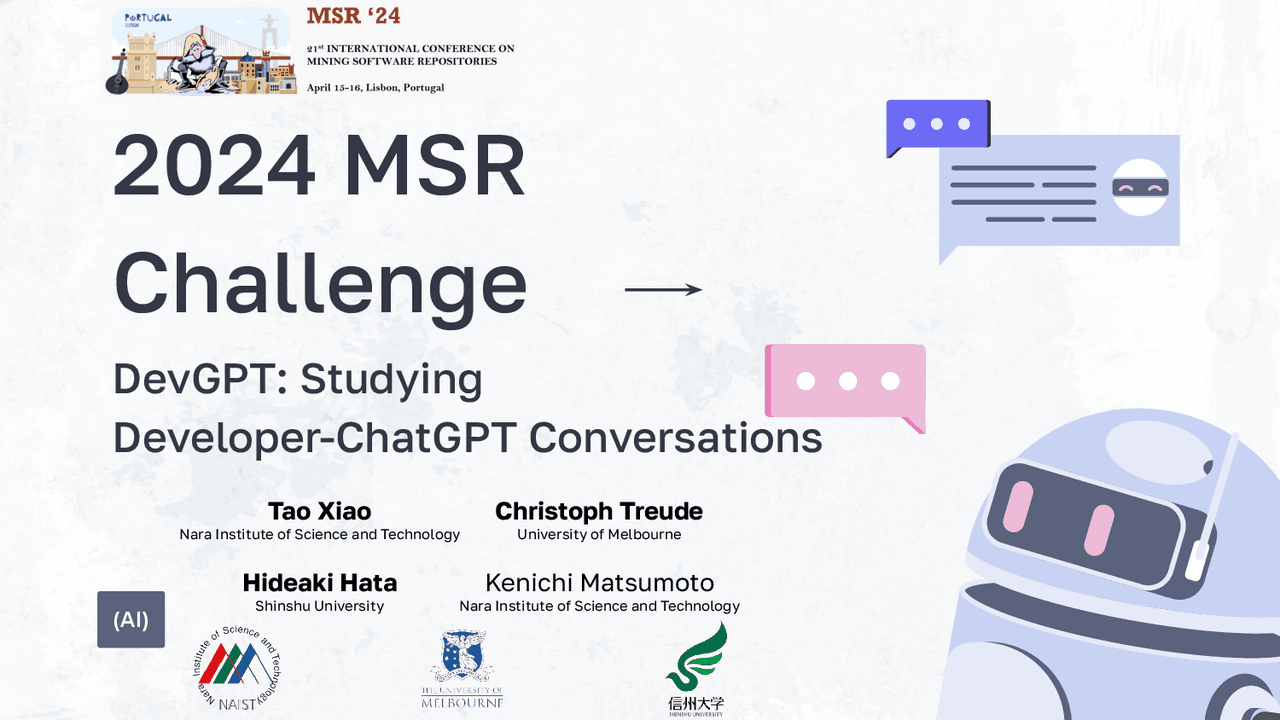 PORTUGAL
LISBON
MSR ‘24
21st INTERNATIONAL CONFERENCE ON
MINING SOFTWARE REPOSITORIES
April 15-16, Lisbon, Portugal
2024 MSR
Challenge
DevGPT: Studying
Developer-ChatGPT Conversations
Tao Xiao
Nara Institute of Science and Technology
Christoph Treude
University of Melbourne
Hideaki Hata
Shinshu University
Kenichi Matsumoto
Nara Institute of Science and Technology
(AI)
Nara Institute of Science and Technology
NAIST
THE UNIVERSITY OF
MELBOURNE
信州大学
SHINSHU UNIVERSITY